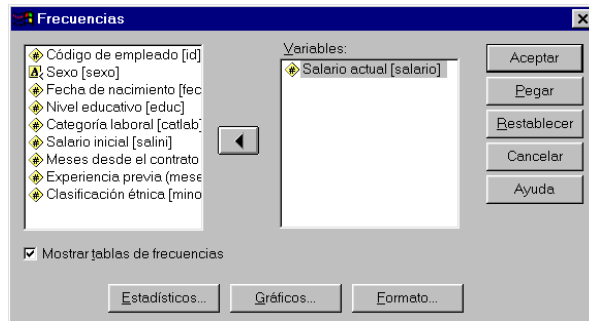 Frecuencias
Código de empleado [id]
Sexo [sexo]
Fecha de nacimiento [fec
Nivel educativo [educ]
Categoría laboral [catlab]
Salario inicial [salini]
Meses desde el contrato
Experiencia previa (mese
Clasificación étnica [mino
Mostrar tablas de frecuencias
Variables:
Salario actual [salario]
Aceptar
Pegar
Restablecer
Cancelar
Ayuda
Estadísticos...
Gráficos...
Formato...